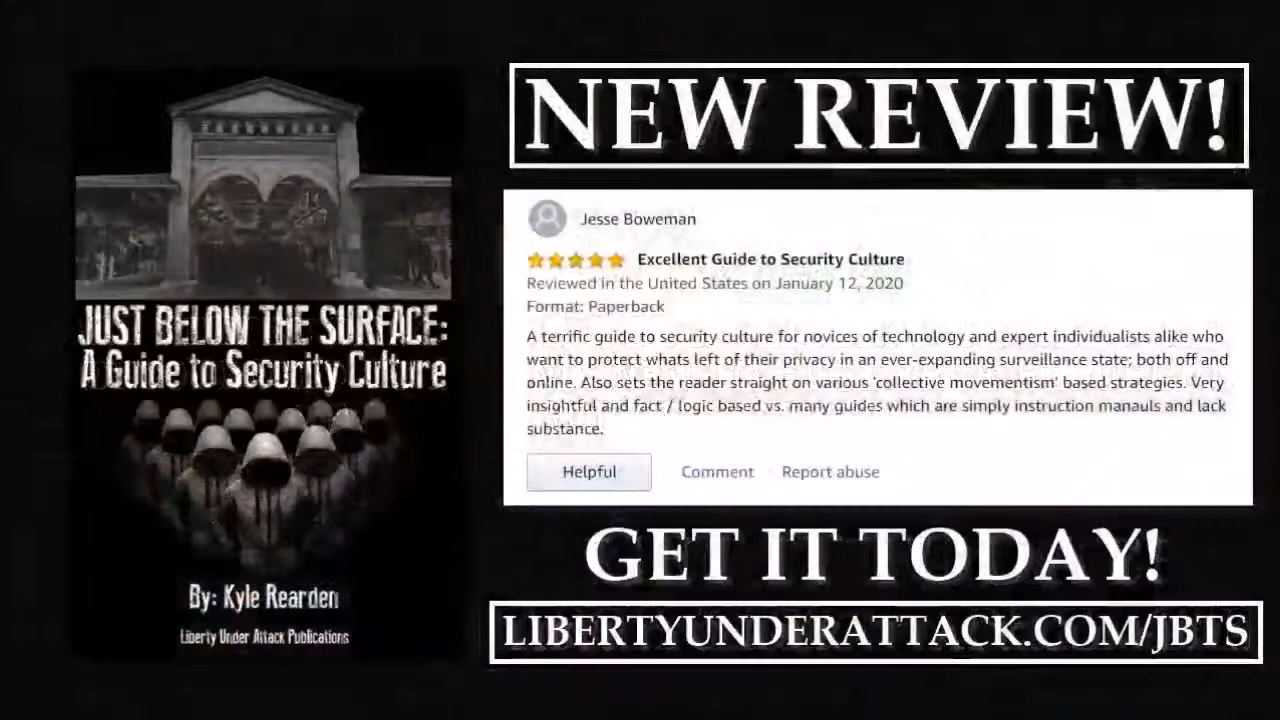 JUST BELOW THE SURFACE:
A Guide to Security Culture
By: Kyle Rearden
Liberty Under Attack Publications
NEW REVIEW!
Jesse Boweman
Excellent Guide to Security Culture
Reviewed in the United States on January 12, 2020
Format: Paperback
A terrific guide to security culture for novices of technology and expert individualists alike who
want to protect whats left of their privacy in an ever-expanding surveillance state; both off and
online. Also sets the reader straight on various 'collective movementism' based strategies. Very
insightful and fact / logic based vs. many guides which are simply instruction manauls and lack
substance.
Helpful Comment Report abuse
GET IT TODAY!
LIBERTYUNDERATTACK.COM/JBTS